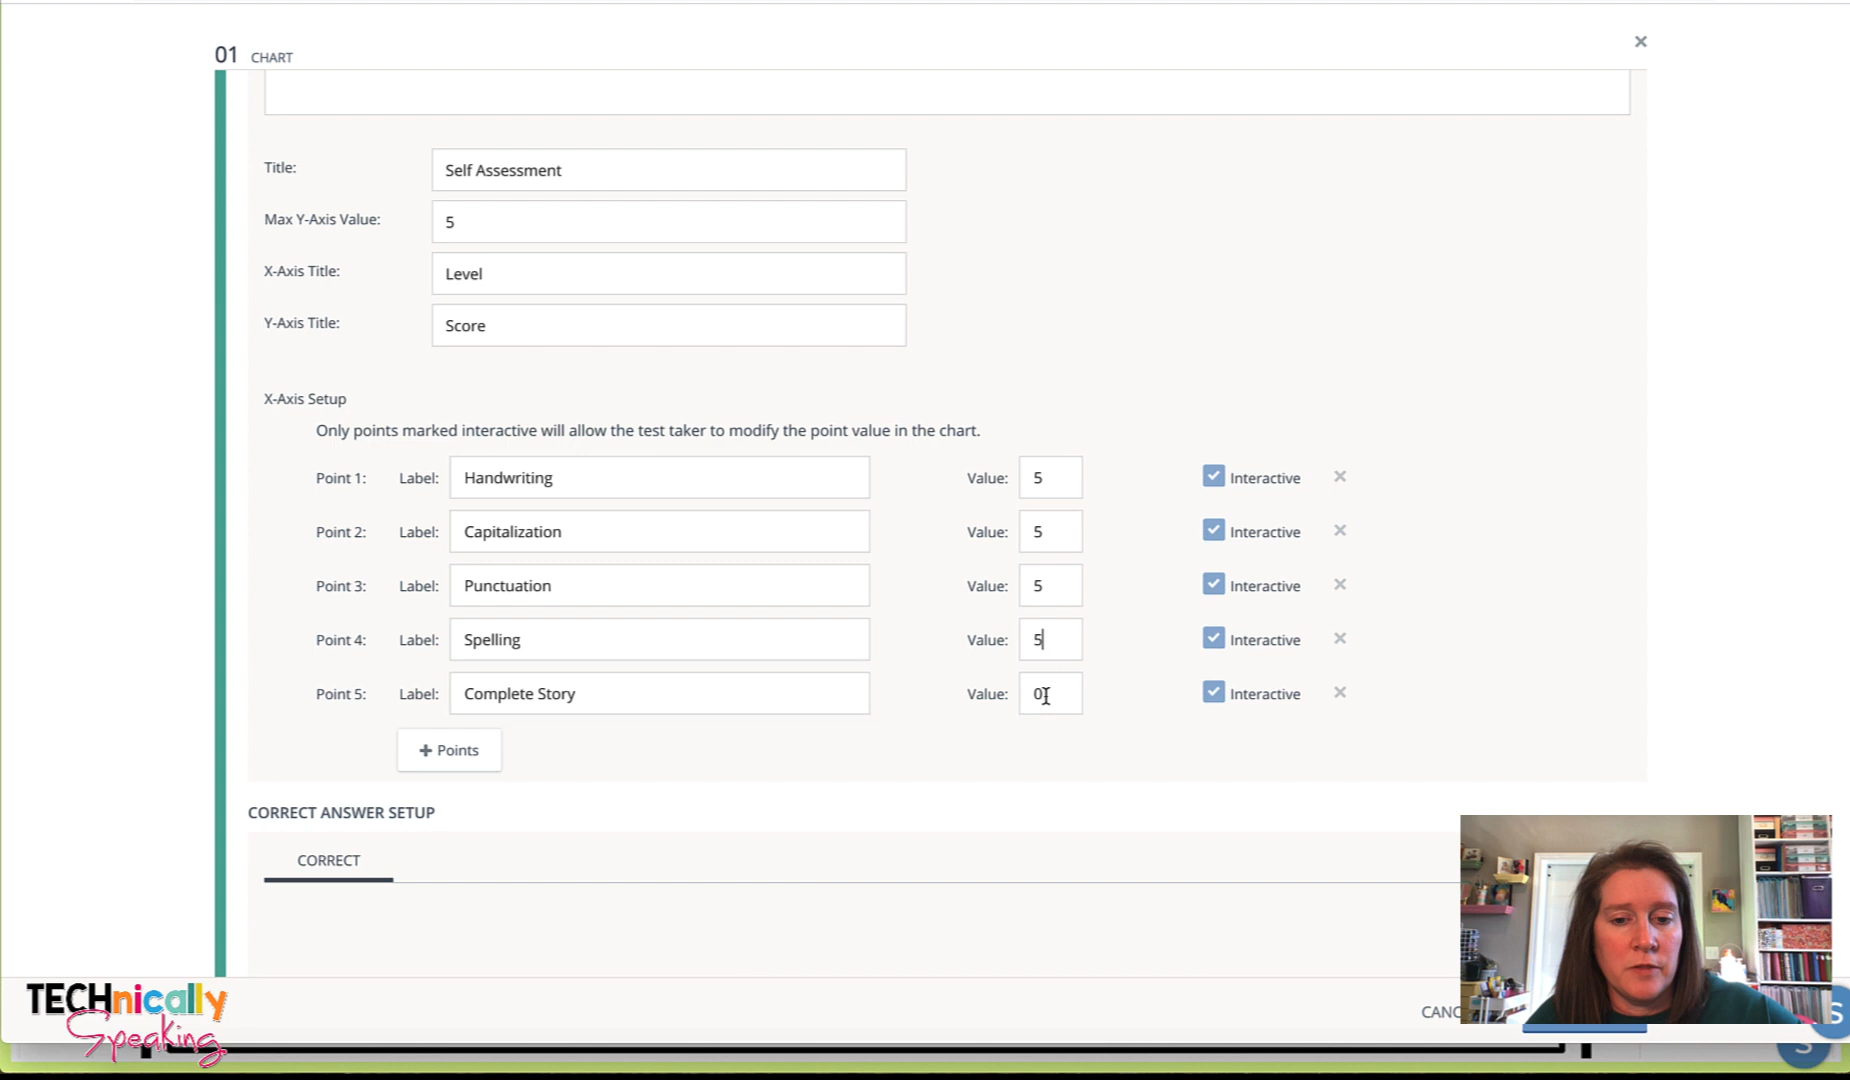 01 CHART
Title: Self Assessment
Max Y-Axis Value: 5
X-Axis Title: Level
Y-Axis Title: Score
X-Axis Setup
Only points marked interactive will allow the test taker to modify the point value in the chart.
Point 1: Label: Handwriting Value: 5 Interactive
Point 2: Label: Capitalization Value: 5 Interactive
Point 3: Label: Punctuation Value: 5 Interactive
Point 4: Label: Spelling Value: 5 Interactive
Point 5: Label: Complete Story Value: 0 Interactive
+ Points
CORRECT ANSWER SETUP
CORRECT
TECHnically
Speaking
CANC
S
S